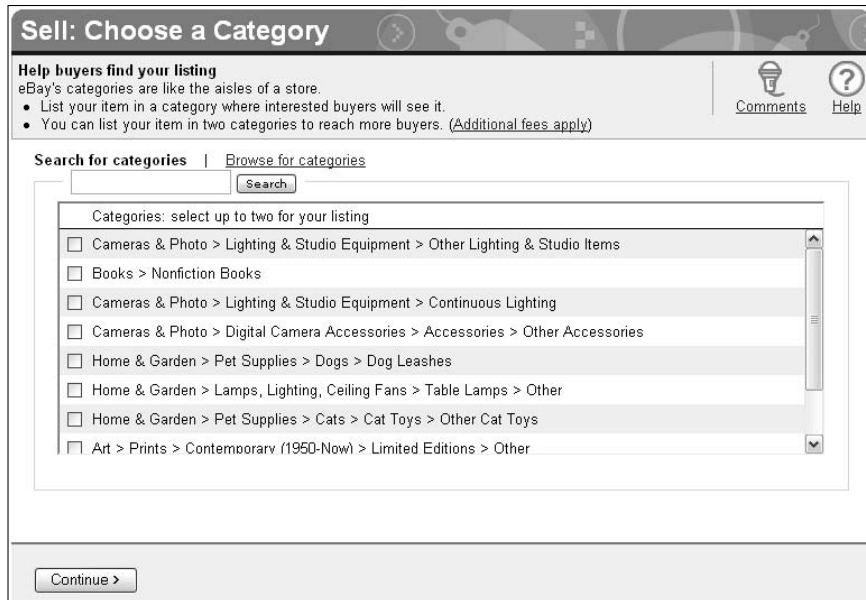 Sell: Choose a Category
Help buyers find your listing
eBay's categories are like the aisles of a store.
• List your item in a category where interested buyers will see it.
• You can list your item in two categories to reach more buyers. (Additional fees apply)
Comments
Help
Search for categories | Browse for categories
Search
Categories: select up to two for your listing
Cameras & Photo > Lighting & Studio Equipment > Other Lighting & Studio Items
Books > Nonfiction Books
Cameras & Photo > Lighting & Studio Equipment > Continuous Lighting
Cameras & Photo > Digital Camera Accessories > Accessories > Other Accessories
Home & Garden > Pet Supplies > Dogs > Dog Leashes
Home & Garden > Lamps, Lighting, Ceiling Fans > Table Lamps > Other
Home & Garden > Pet Supplies > Cats > Cat Toys > Other Cat Toys
Art > Prints > Contemporary (1950-Now) > Limited Editions > Other
Continue >